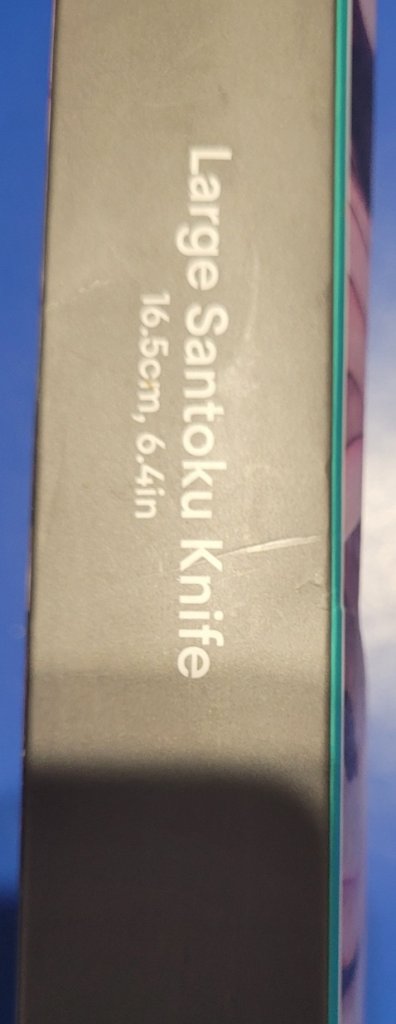 Large Santoku Knife
16.5cm, 6.4in